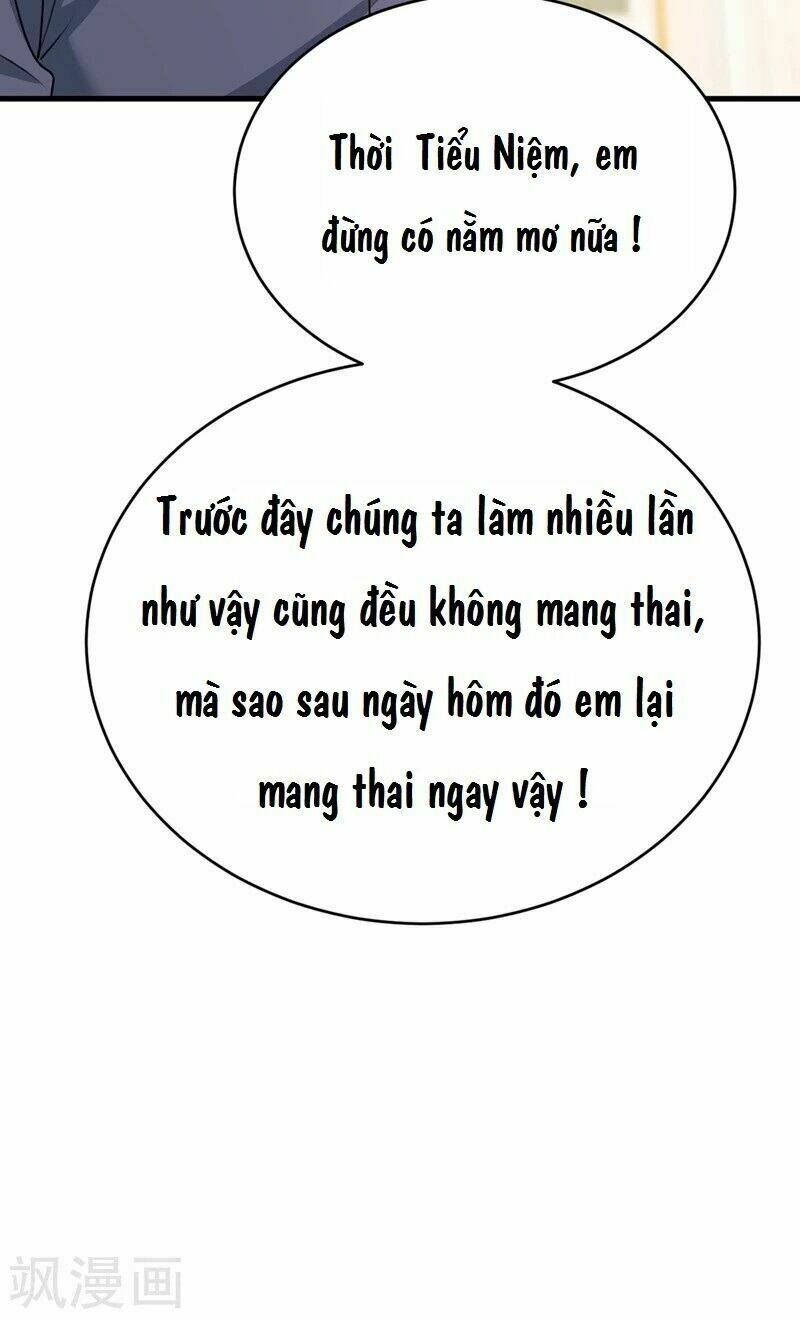 Thời Tiểu Niệm, em
đừng có nằm mơ nữa !
Trước đây chúng ta làm nhiều lần
như vậy cũng đều không mang thai,
mà sao sau ngày hôm đó em lại
mang thai ngay vậy !
飒漫画